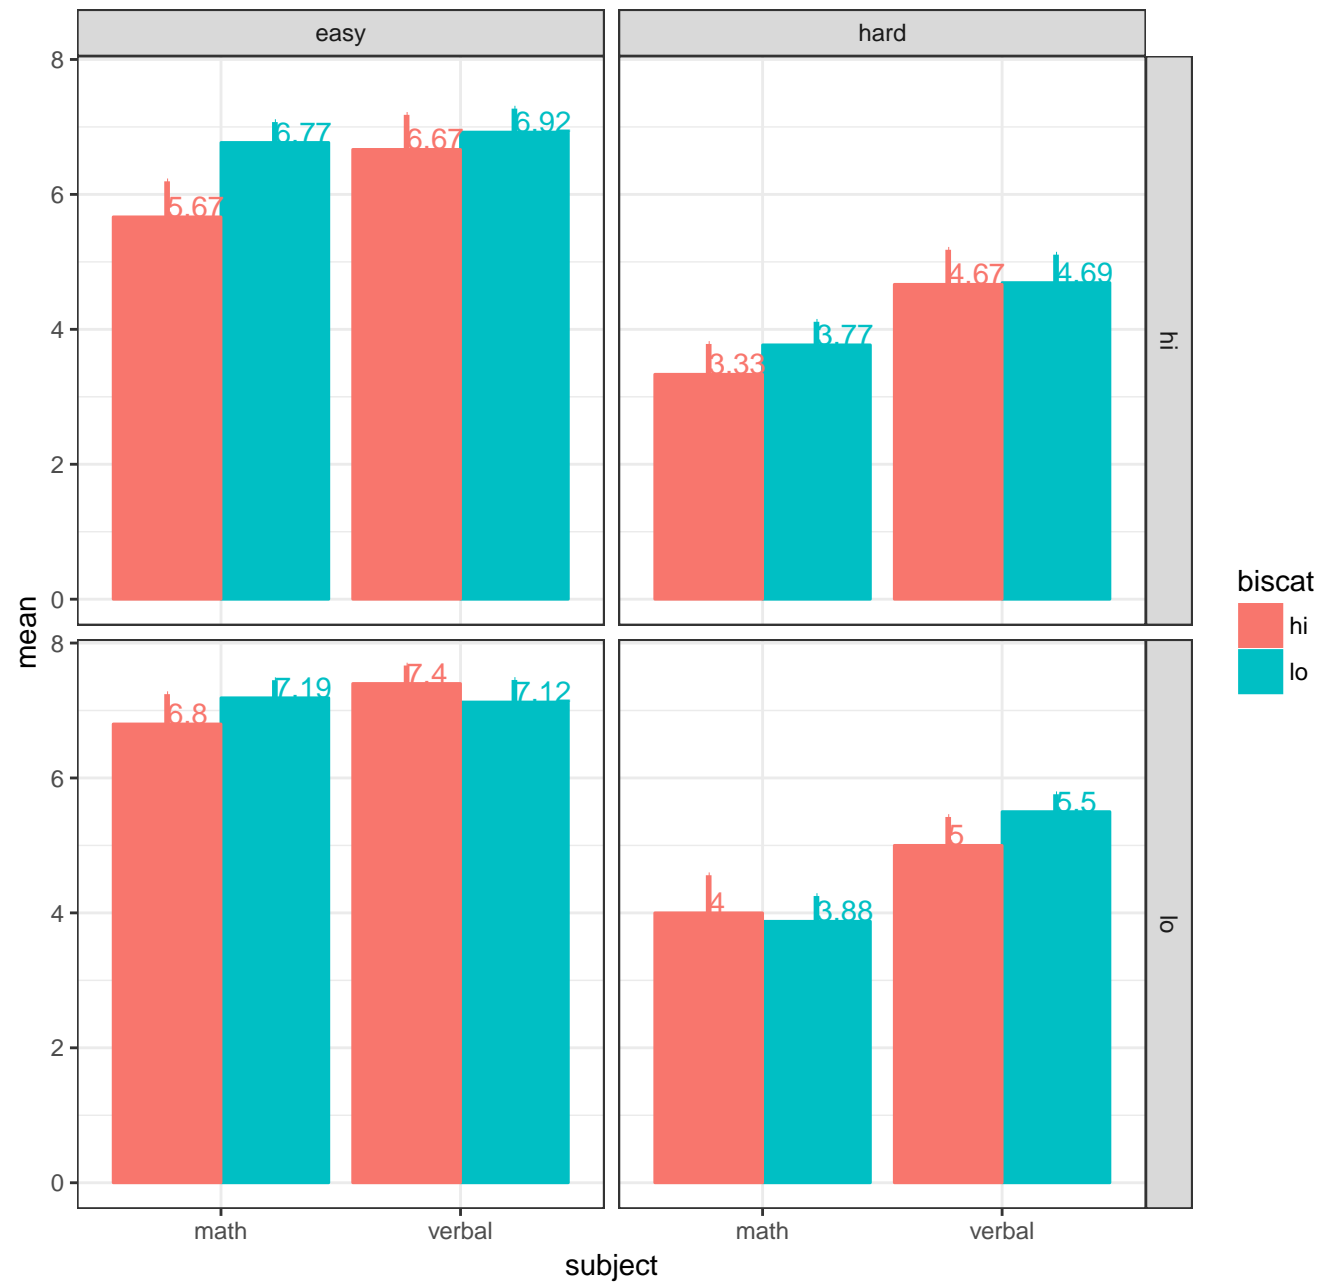 easy hard
8
6.77 6.67 6.92
6
5.67
4.67 4.69
4
3.33 3.77
hi
2
0
mean
biscat
hi
lo
8
7.19 7.4 7.12
6.8
6
5 5.5
4
4 3.88
lo
2
0
math verbal math verbal
subject